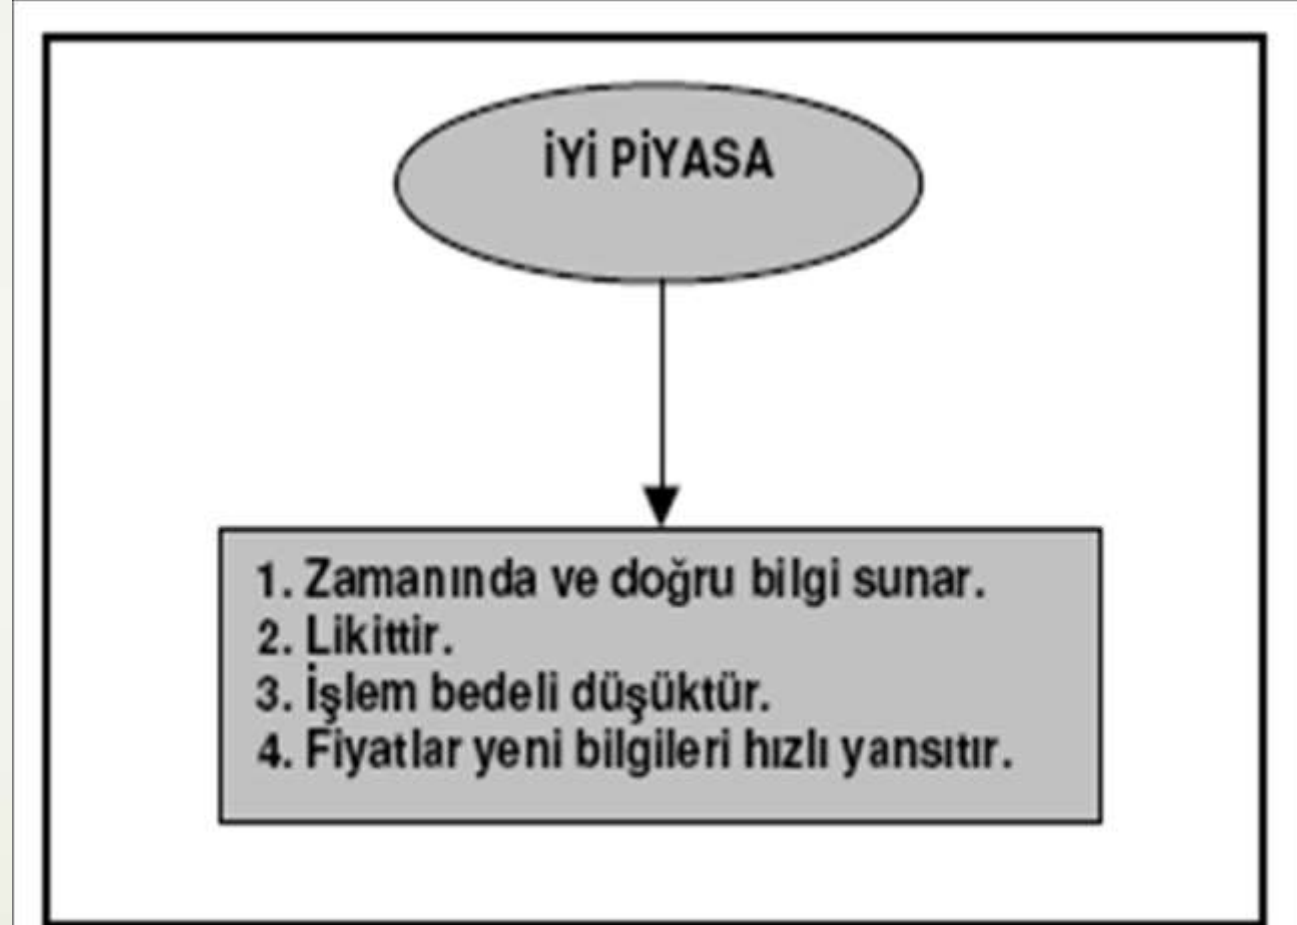 İYİ PİYASA
1. Zamanında ve doğru bilgi sunar.
2. Likittir.
3. İşlem bedeli düşüktür.
4. Fiyatlar yeni bilgileri hızlı yansıtır.